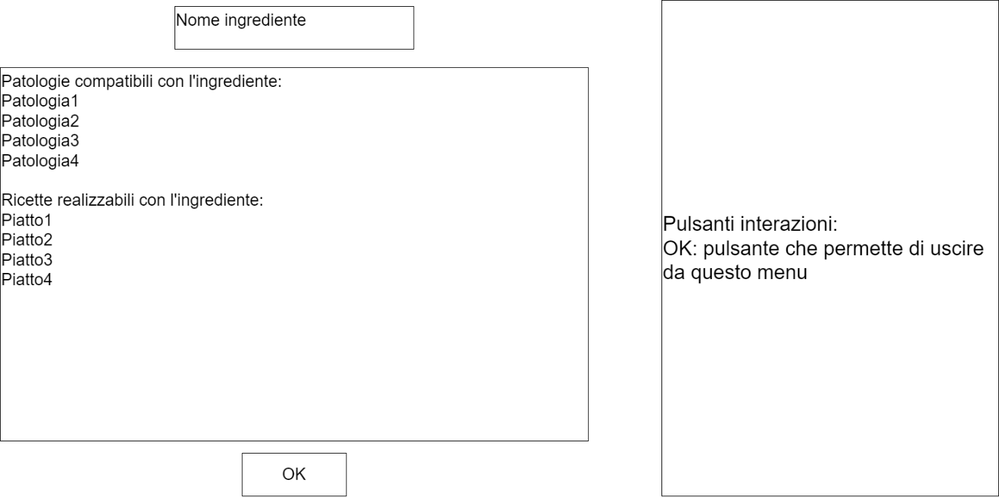 Nome ingrediente
Patologie compatibili con l'ingrediente:
Patologia1
Patologia2
Patologia3
Patologia4
Ricette realizzabili con l'ingrediente:
Piatto1
Piatto2
Piatto3
Piatto4
OK
Pulsanti interazioni:
OK: pulsante che permette di uscire
da questo menu